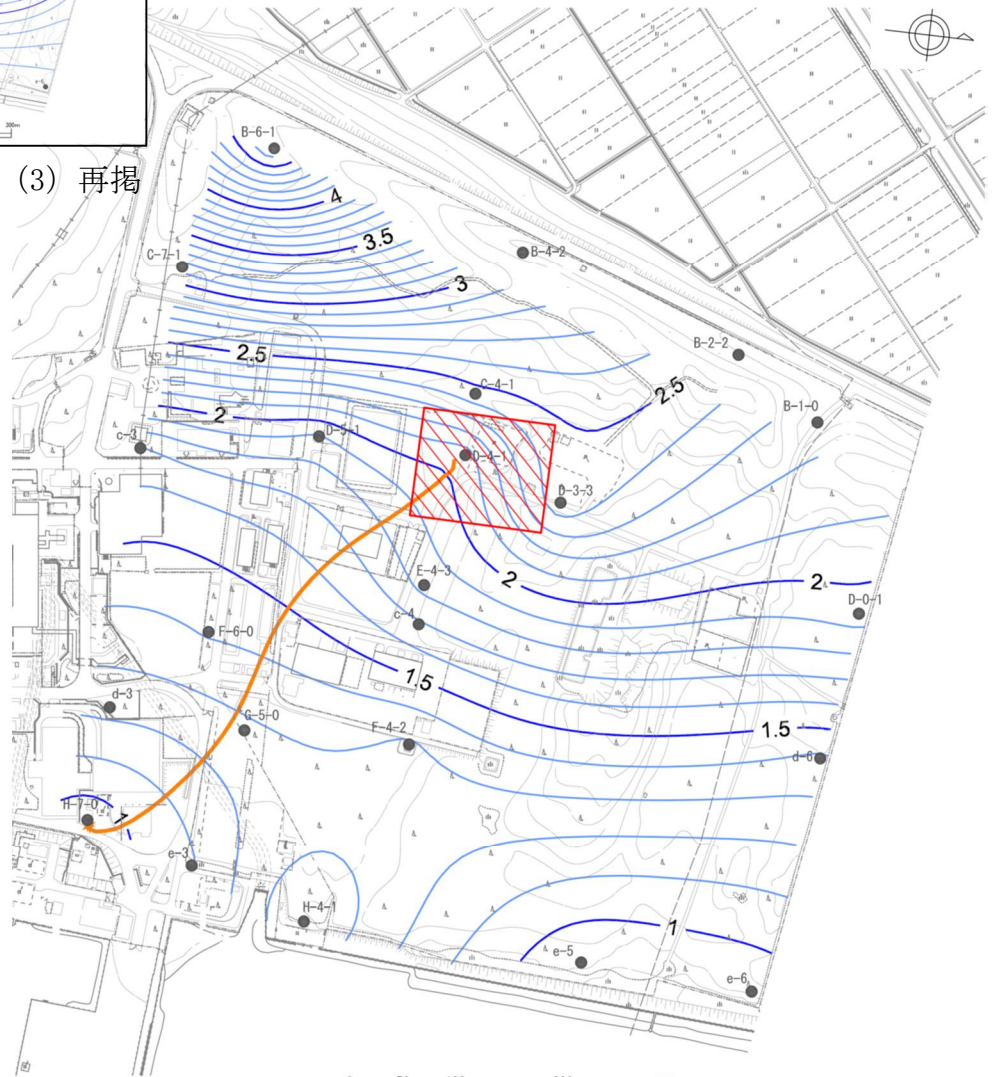 300m
(3) 再掲
B-6-1
4
3.5
C-7-1
B-4-2
3
B-2-2
2.5
C-4-1
2.5
B-1-0
2
D-5-1
c-3
D-4-1
D-3-3
E-4-3
2
2
D-0-1
c-4
F-6-0
1.5
d-3
G-5-0
F-4-2
1.5
d-6
H-7-0
1
e-3
H-4-1
1
e-5
e-6